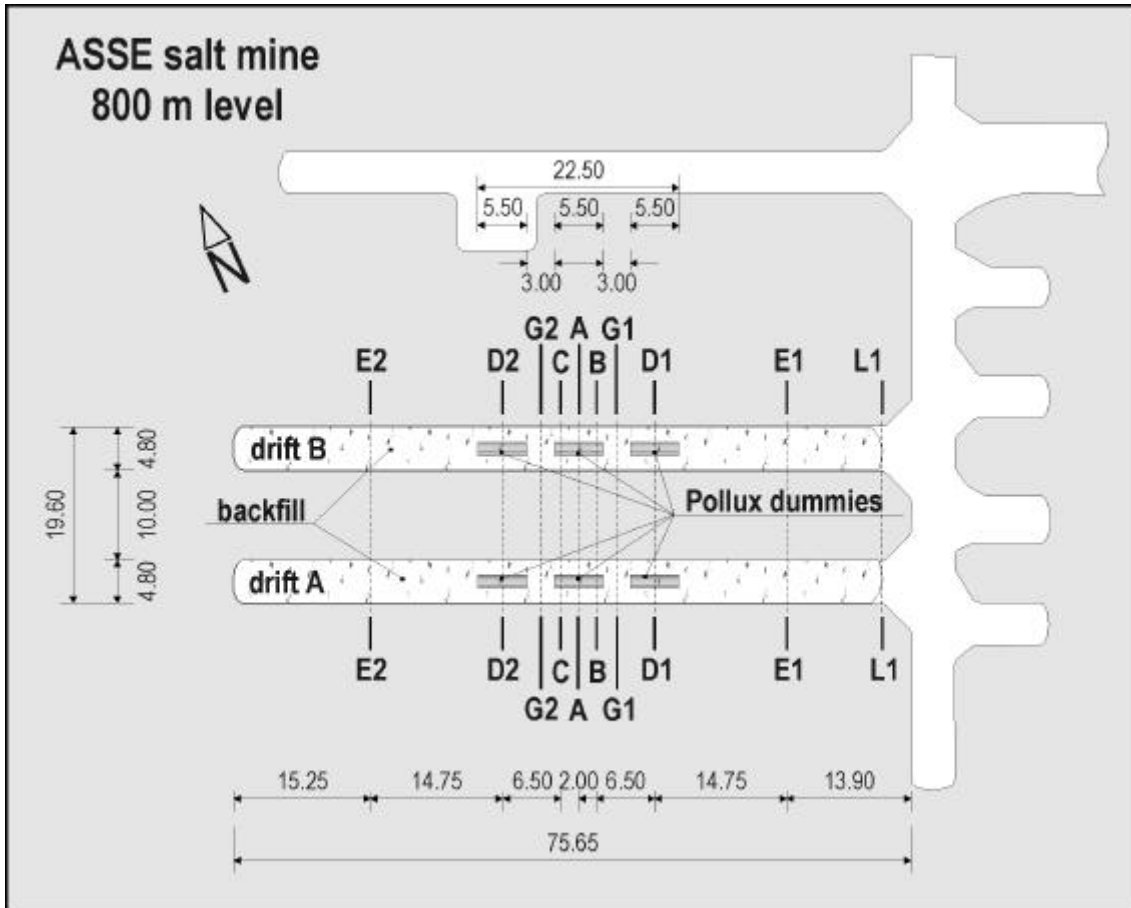 ASSE salt mine
800 m level
22.50
5.50 5.50 5.50
3.00 3.00
N
G2 A G1
E2 D2 C B D1 E1 L1
drift B
4.80
19.60
10.00
backfill
Pollux dummies
drift A
4.80
E2 D2 C B D1 E1 L1
G2 A G1
15.25 14.75 6.50 2.00 6.50 14.75 13.90
75.65